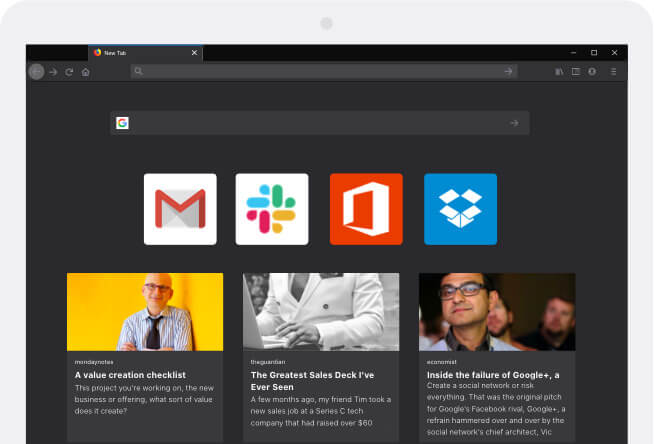 New Tab
mondaynotes
A value creation checklist
This project you're working on, the new
business or offering, what sort of value
does it create?
theguardian
The Greatest Sales Deck I've
Ever Seen
A few months ago, my friend Tim took a
new sales job at a Series C tech
company that had raised over $60
economist
Inside the failure of Google+, a
Create a social network or risk
everything. That was the original pitch
for Google's Facebook rival, Google+, a
refrain hammered over and over by the
social network's chief architect, Vic